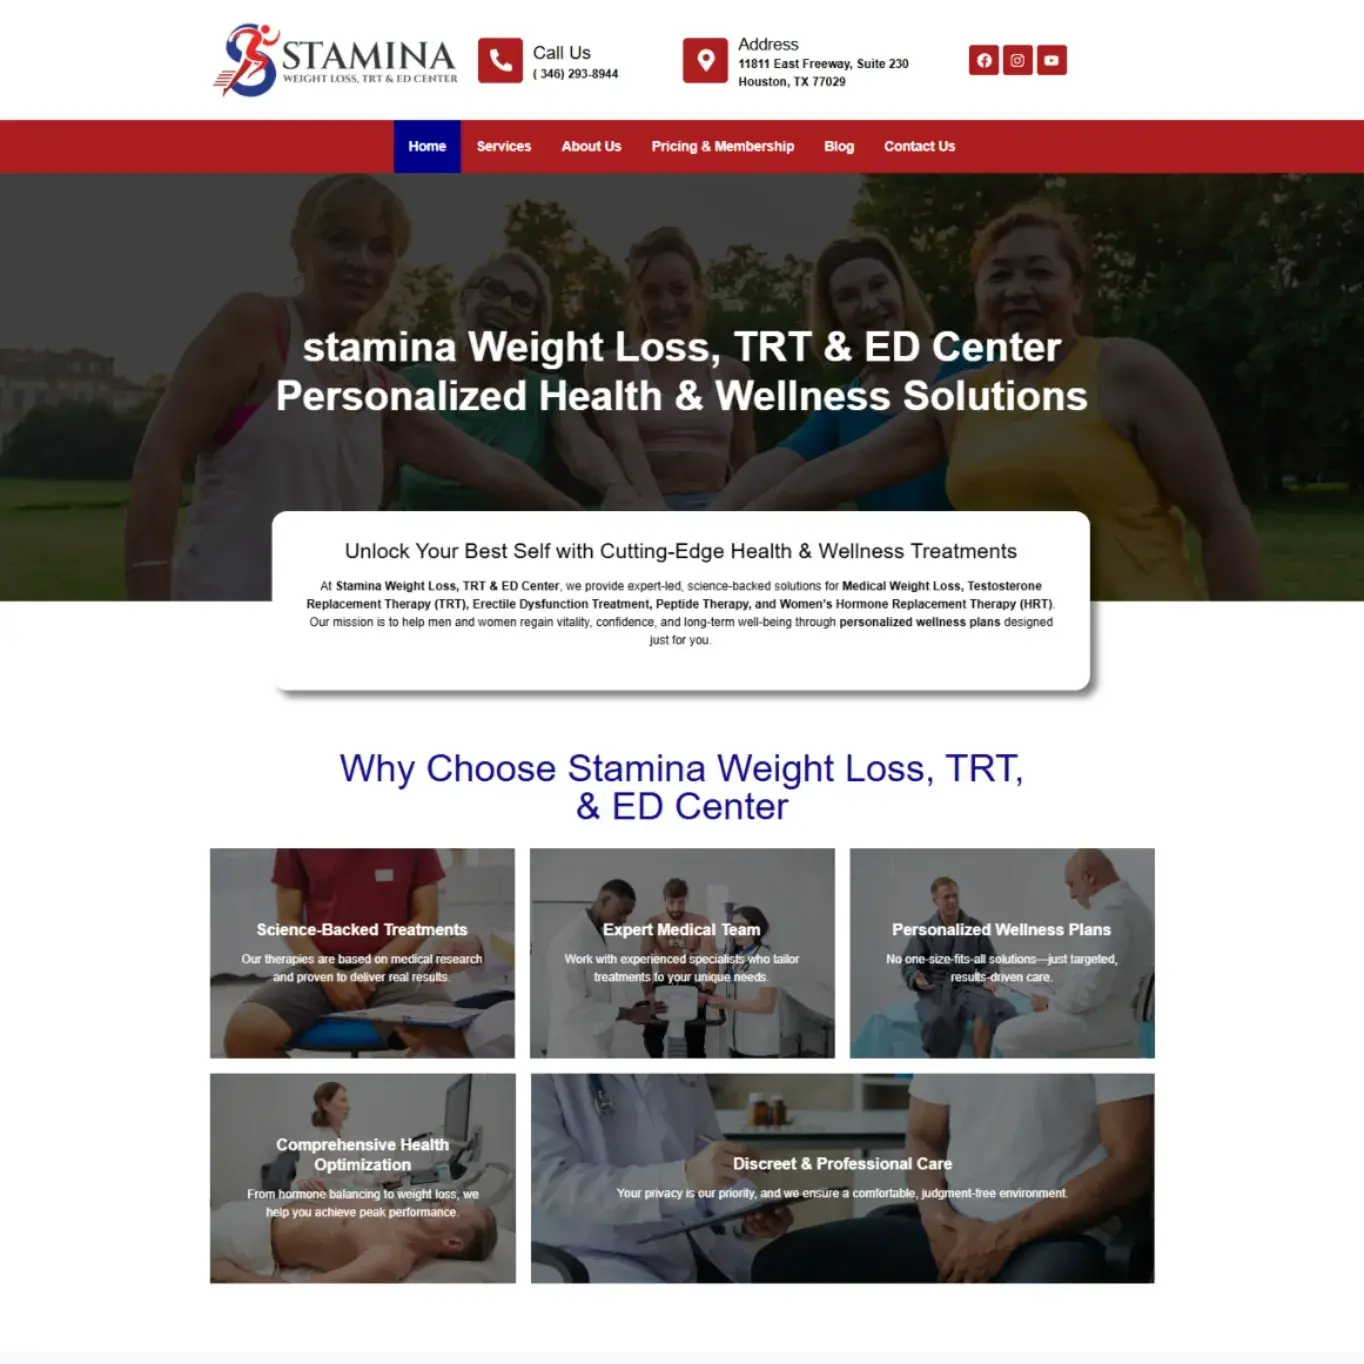 STAMINA
WEIGHT LOSS, TRT & ED CENTER
Call Us
( 346) 293-8944
Address
11811 East Freeway, Suite 230
Houston, TX 77029
Home
Services
About Us
Pricing & Membership
Blog
Contact Us
stamina Weight Loss, TRT & ED Center
Personalized Health & Wellness Solutions
Unlock Your Best Self with Cutting-Edge Health & Wellness Treatments
At Stamina Weight Loss, TRT & ED Center, we provide expert-led, science-backed solutions for Medical Weight Loss, Testosterone
Replacement Therapy (TRT), Erectile Dysfunction Treatment, Peptide Therapy, and Women's Hormone Replacement Therapy (HRT).
Our mission is to help men and women regain vitality, confidence, and long-term well-being through personalized wellness plans designed
just for you.
Why Choose Stamina Weight Loss, TRT,
& ED Center
Science-Backed Treatments
Our therapies are based on medical research
and proven to deliver real results.
Expert Medical Team
Work with experienced specialists who tailor
treatments to your unique needs.
Personalized Wellness Plans
No one-size-fits-all solutions—just targeted,
results-driven care.
Comprehensive Health
Optimization
From hormone balancing to weight loss, we
help you achieve peak performance.
Discreet & Professional Care
Your privacy is our priority, and we ensure a comfortable, judgment-free environment.